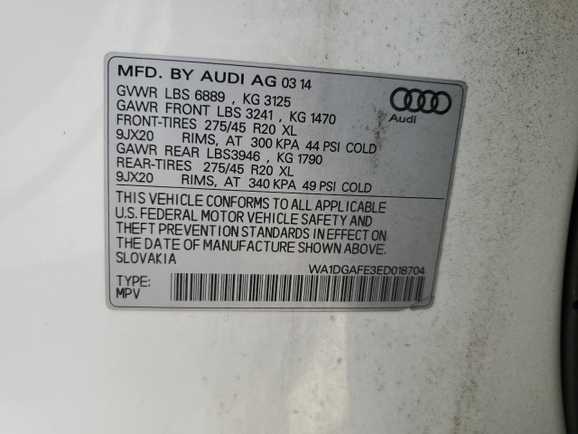 MFD. BY AUDI AG 03 14
GVWR LBS 6889 , KG 3125
GAWR FRONT LBS 3241 , KG 1470
FRONT-TIRES 275/45 R20 XL
9JX20 RIMS, AT 300 KPA 44 PSI COLD
GAWR REAR LBS3946 , KG 1790
REAR-TIRES 275/45 R20 XL
9JX20 RIMS, AT 340 KPA 49 PSI COLD
Audi
THIS VEHICLE CONFORMS TO ALL APPLICABLE
U.S. FEDERAL MOTOR VEHICLE SAFETY AND
THEFT PREVENTION STANDARDS IN EFFECT ON
THE DATE OF MANUFACTURE SHOWN ABOVE.
SLOVAKIA
WA1DGAFE3ED018704
TYPE:
MPV